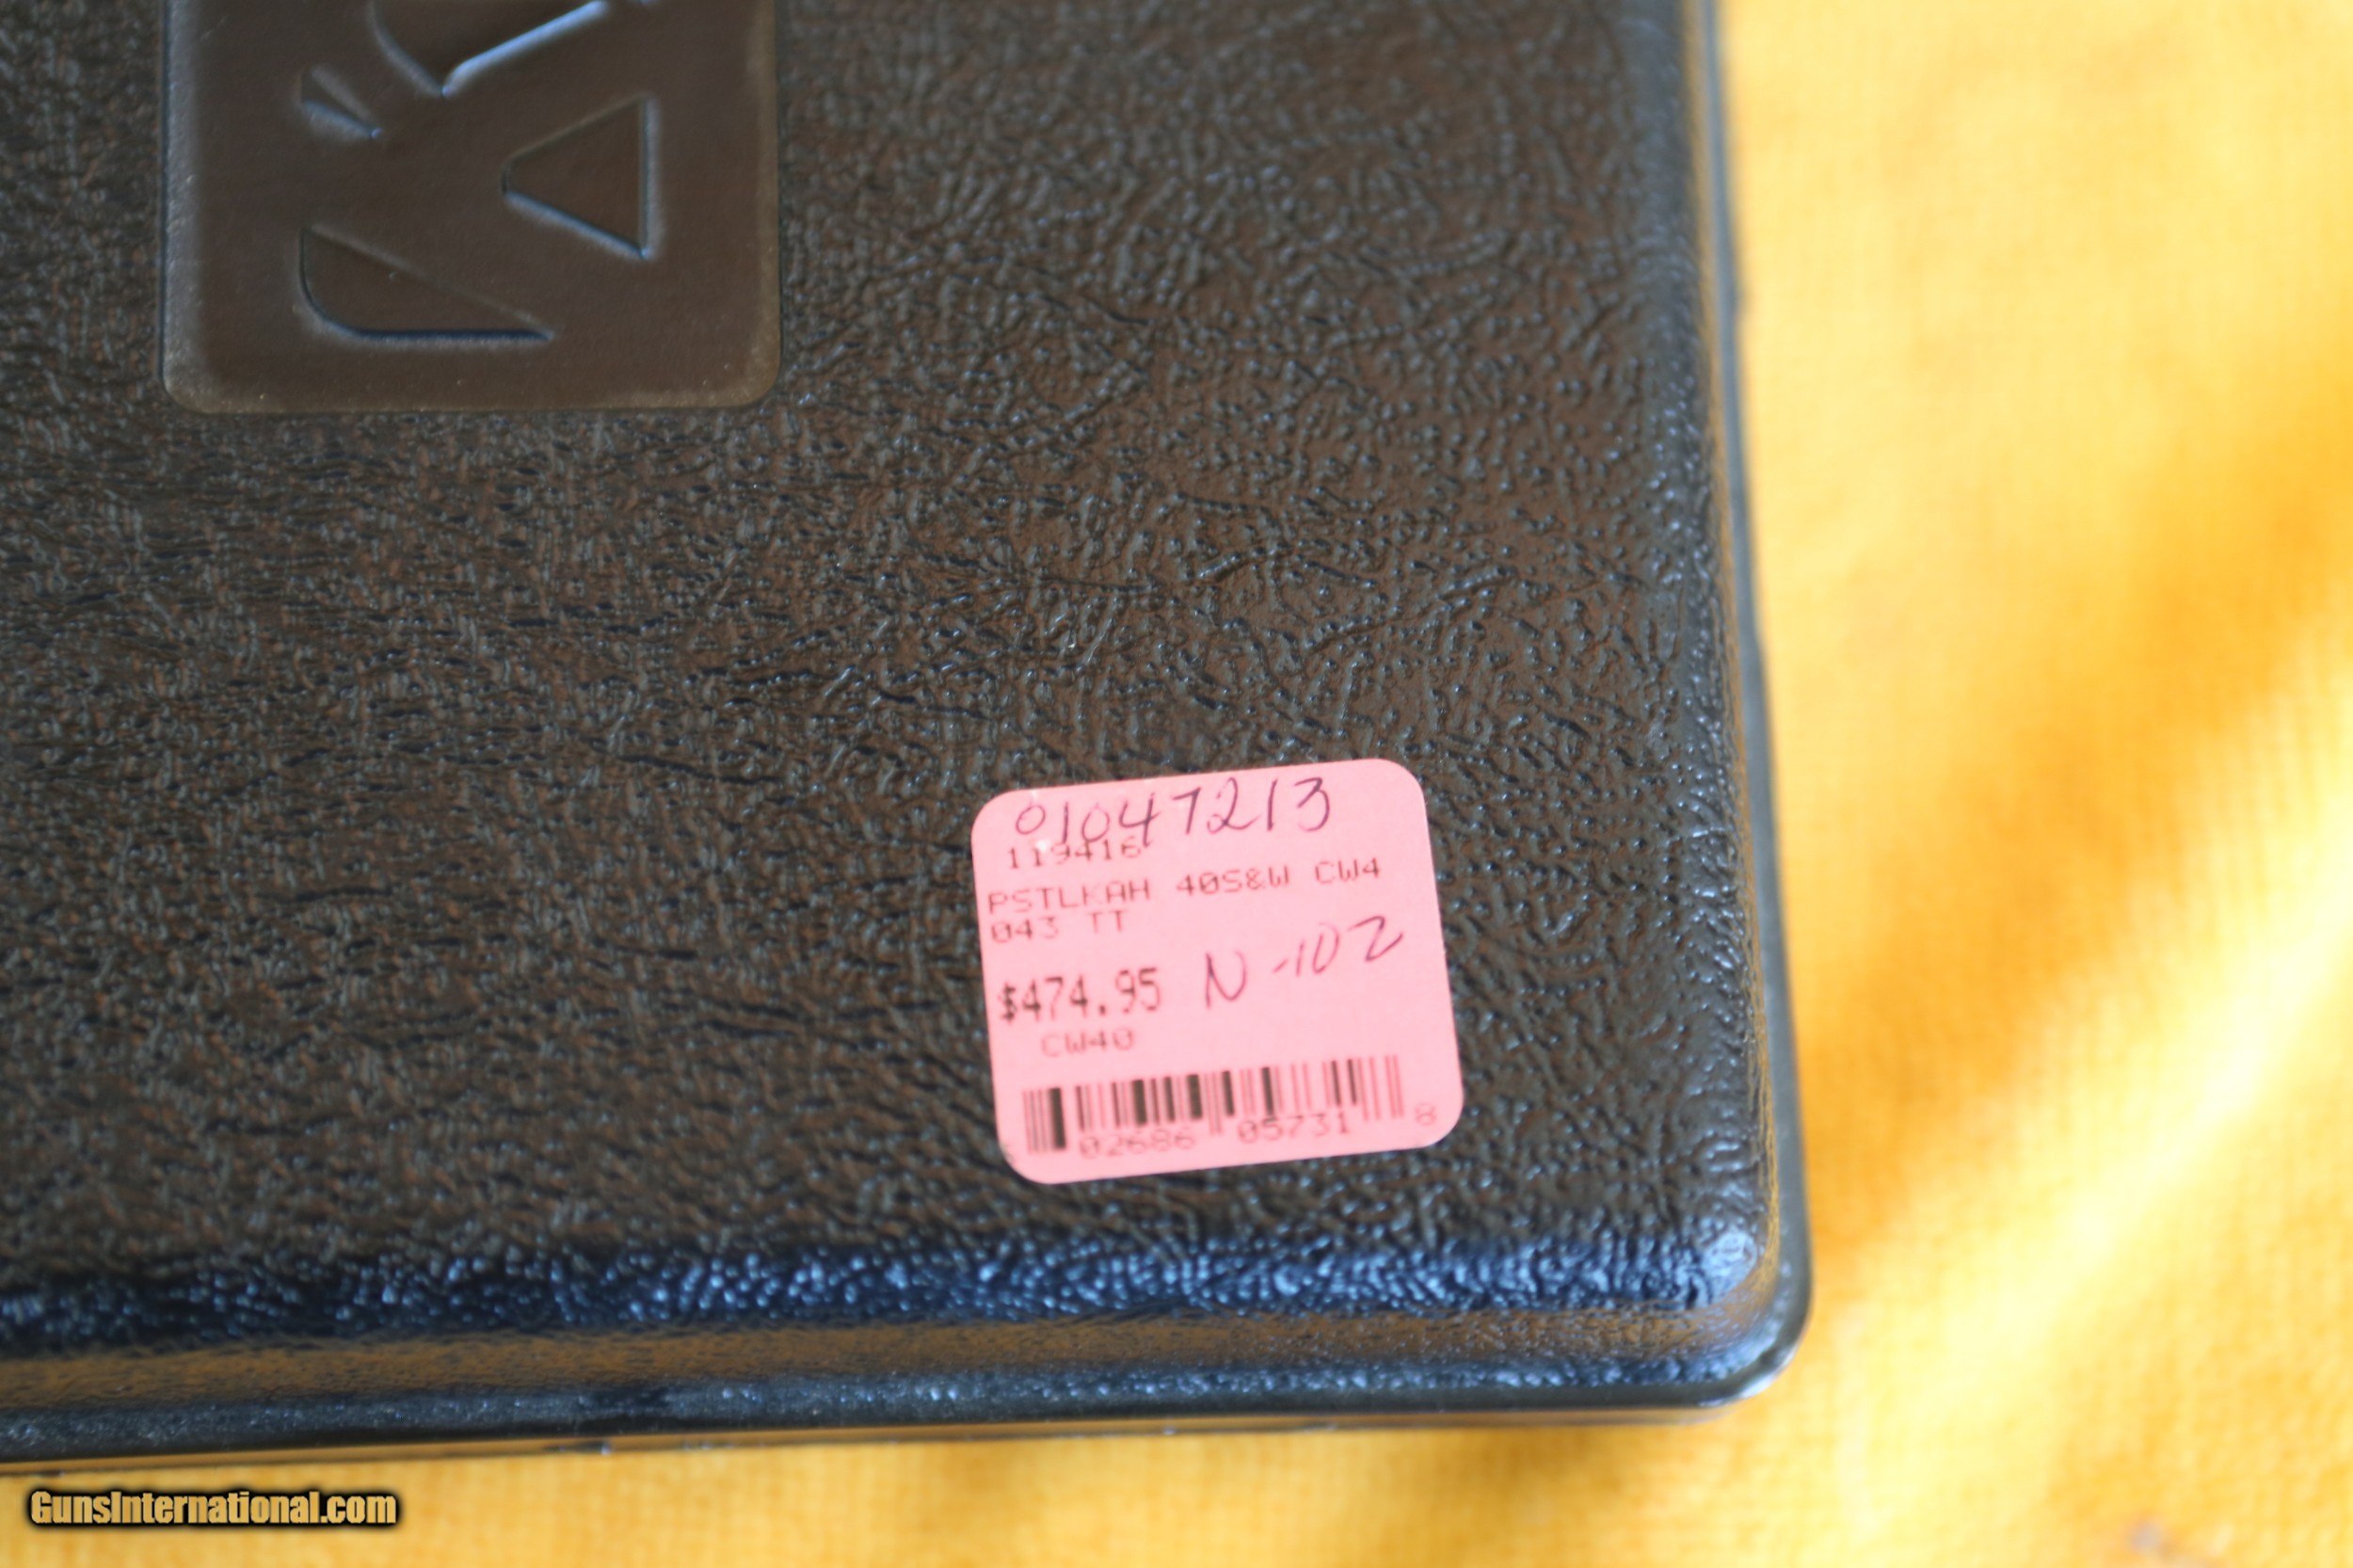 01047213
119416
PSTLKAH 40S&W CW4
043 TT
$474.95 N-102
CW40
02686 05731 8
GunsInternational.com